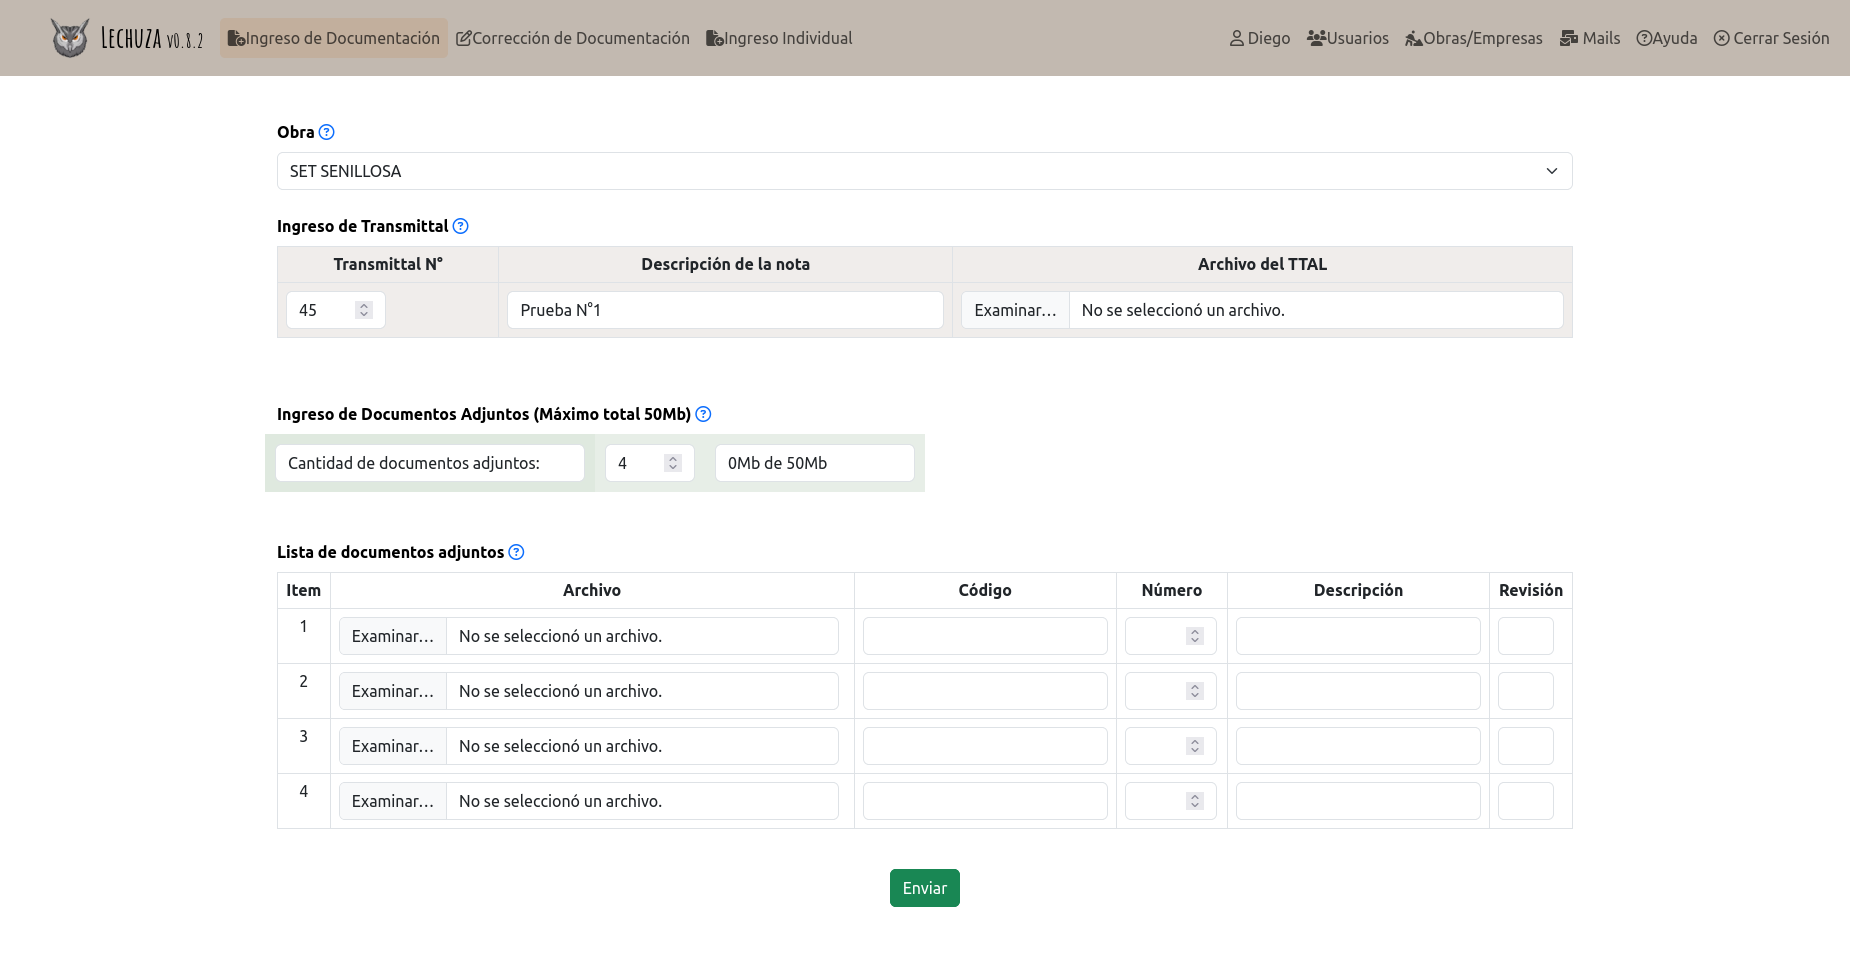 Lechuza v0.8.2 Ingreso de Documentación Corrección de Documentación Ingreso Individual Diego Usuarios Obras/Empresas Mails Ayuda Cerrar Sesión
Obra
SET SENILLOSA
Ingreso de Transmittal
Transmittal N° Descripción de la nota Archivo del TTAL
45 Prueba N°1 Examinar... No se seleccionó un archivo.
Ingreso de Documentos Adjuntos (Máximo total 50Mb)
Cantidad de documentos adjuntos: 4 0Mb de 50Mb
Lista de documentos adjuntos
Item Archivo Código Número Descripción Revisión
1 Examinar... No se seleccionó un archivo.
2 Examinar... No se seleccionó un archivo.
3 Examinar... No se seleccionó un archivo.
4 Examinar... No se seleccionó un archivo.
Enviar